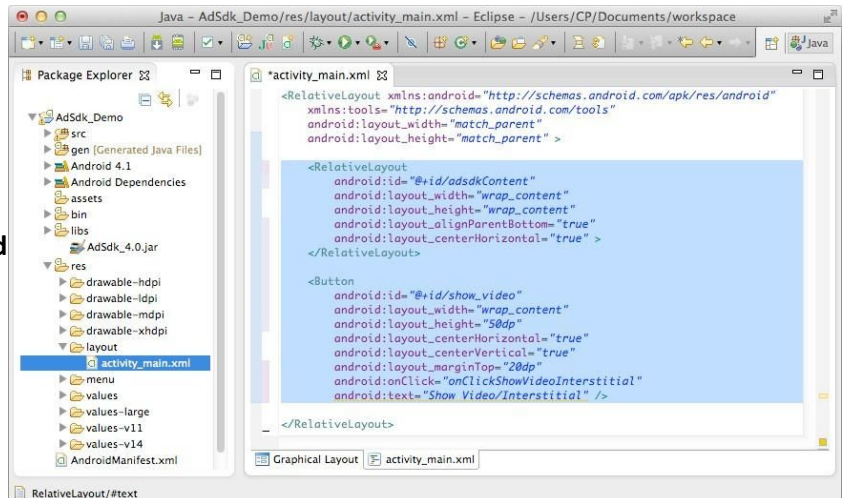 Java - AdSdk_Demo/res/layout/activity_main.xml - Eclipse - /Users/CP/Documents/workspace
Java
Package Explorer
AdSdk_Demo
src
gen [Generated Java Files]
Android 4.1
Android Dependencies
assets
bin
libs
AdSdk_4.0.jar
res
drawable-hdpi
drawable-ldpi
drawable-mdpi
drawable-xhdpi
layout
activity_main.xml
menu
values
values-large
values-v11
values-v14
AndroidManifest.xml
d
*activity_main.xml
<RelativeLayout xmlns:android="http://schemas.android.com/apk/res/android"
xmlns:tools="http://schemas.android.com/tools"
android:layout_width="match_parent"
android:layout_height="match_parent" >
<RelativeLayout
android:id="@+id/adsdkContent"
android:layout_width="wrap_content"
android:layout_height="wrap_content"
android:layout_alignParentBottom="true"
android:layout_centerHorizontal="true" >
</RelativeLayout>
<Button
android:id="@+id/show_video"
android:layout_width="wrap_content"
android:layout_height="50dp"
android:layout_centerHorizontal="true"
android:layout_centerVertical="true"
android:layout_marginTop="20dp"
android:onClick="onClickShowVideoInterstitial"
android:text="Show Video/Interstitial" />
</RelativeLayout>
Graphical Layout
activity_main.xml
RelativeLayout/#text